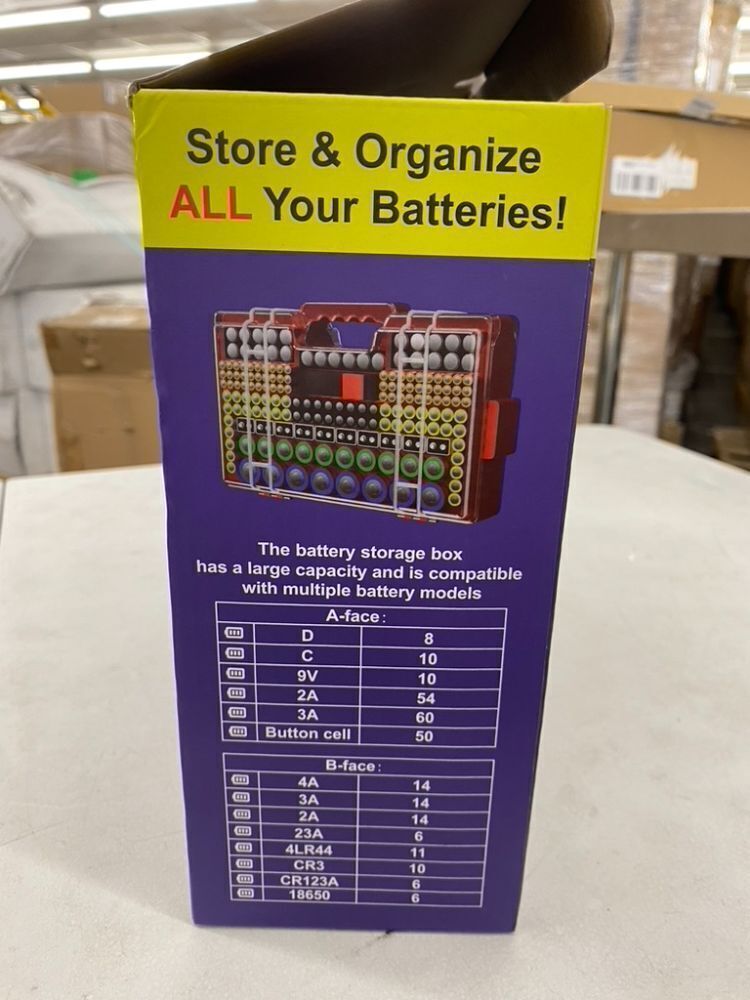 Store & Organize
ALL Your Batteries!
The battery storage box
has a large capacity and is compatible
with multiple battery models
A-face:
D 8
C 10
9V 10
2A 54
3A 60
Button cell 50
B-face:
4A 14
3A 14
2A 14
23A 6
4LR44 11
CR3 10
CR123A 6
18650 6